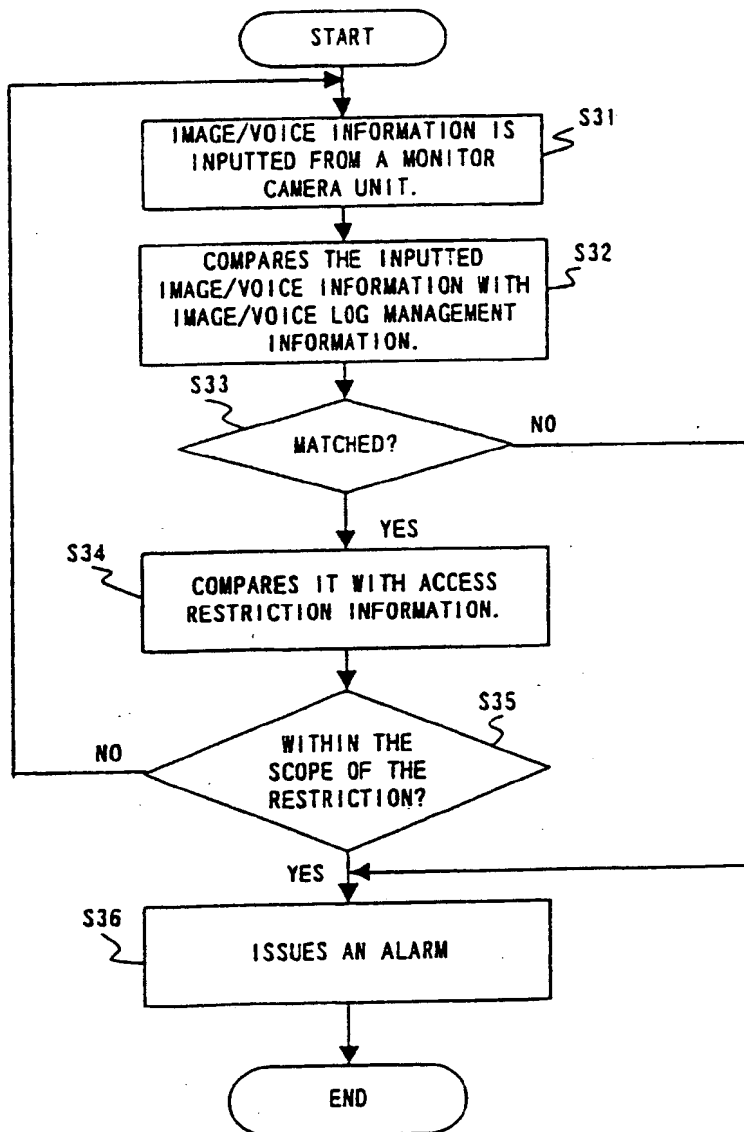 START
S31
IMAGE/VOICE INFORMATION IS
INPUTTED FROM A MONITOR
CAMERA UNIT.
S32
COMPARES THE INPUTTED
IMAGE/VOICE INFORMATION WITH
IMAGE/VOICE LOG MANAGEMENT
INFORMATION.
S33
MATCHED?
NO
YES
S34
COMPARES IT WITH ACCESS
RESTRICTION INFORMATION.
S35
NO
WITHIN THE
SCOPE OF THE
RESTRICTION?
YES
S36
ISSUES AN ALARM
END